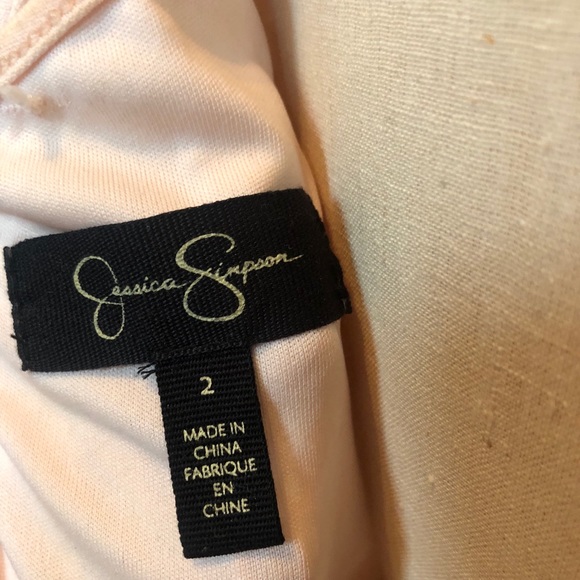 Jessica Simpson
2
MADE IN
CHINA
FABRIQUE
EN
CHINE